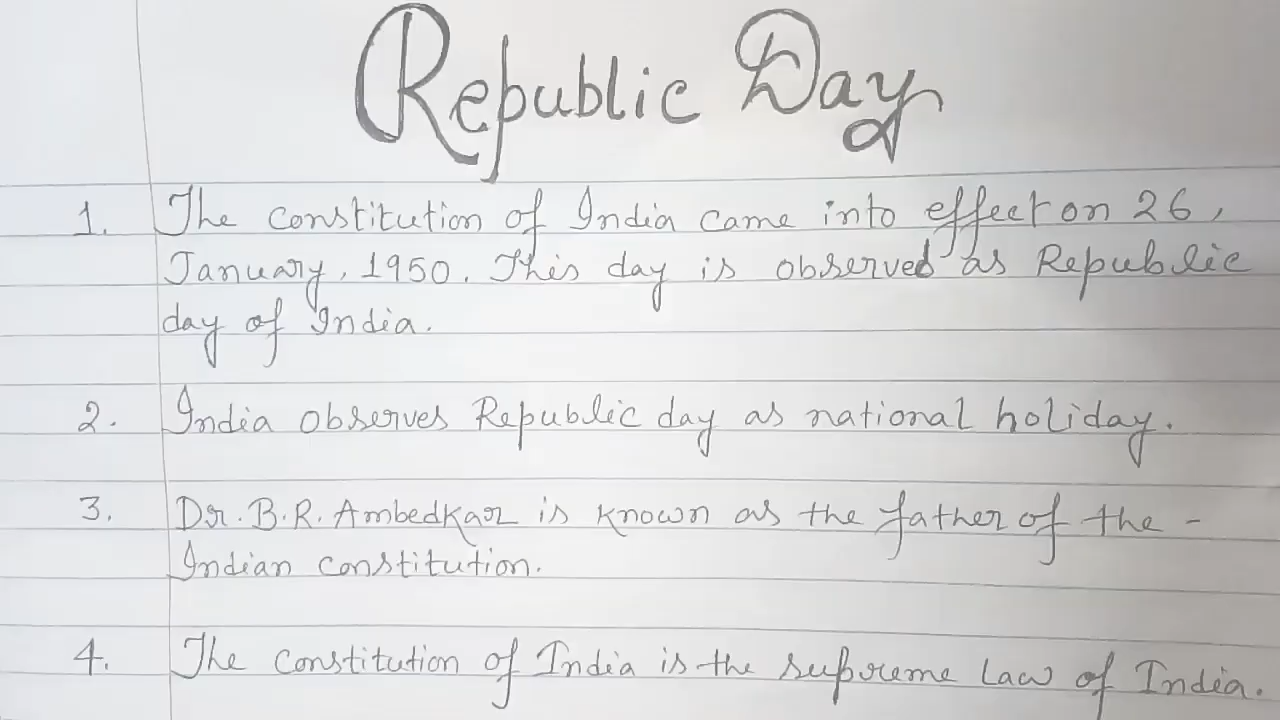 Republic Day
1. The constitution of India came into effect on 26,
January, 1950. This day is observed as Republic
day of India.
2. India observes Republic day as national holiday.
3. Dr. B.R. Ambedkar is known as the father of the -
Indian constitution.
4. The constitution of India is the supreme law of India.